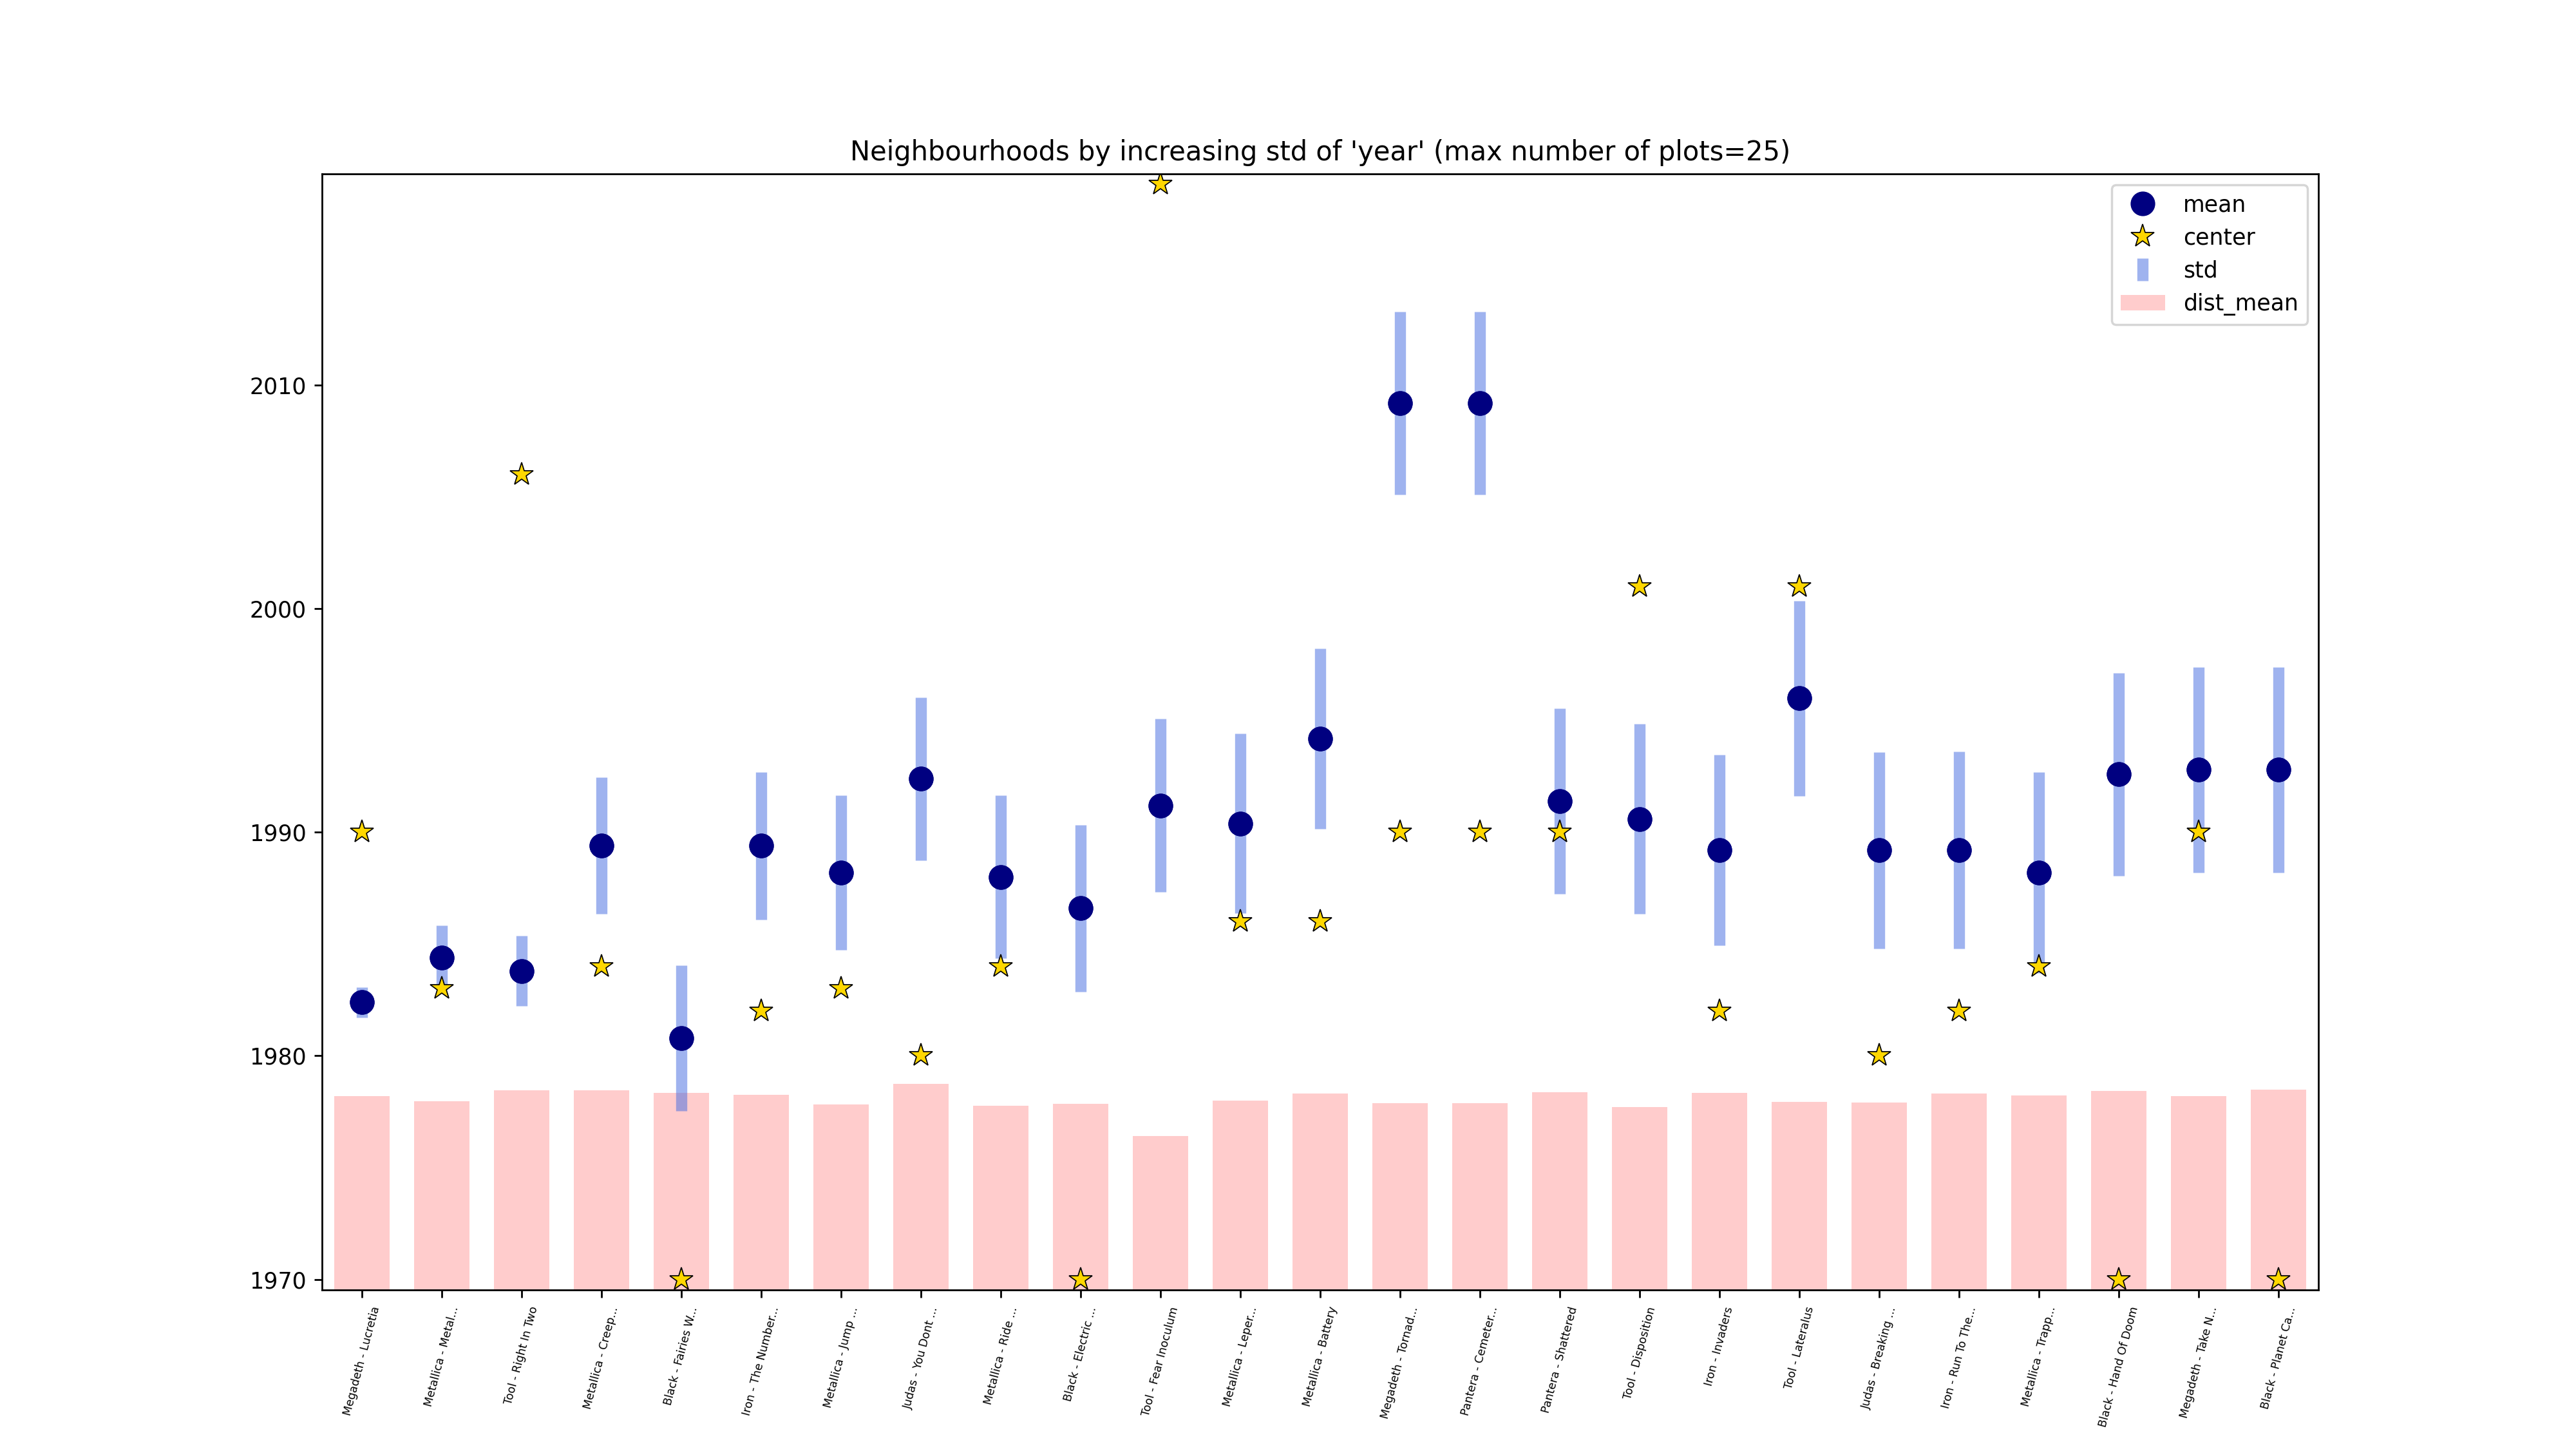 Neighbourhoods by increasing std of 'year' (max number of plots=25)
mean
center
std
dist_mean
2010
2000
1990
1980
1970
Megadeth - Lucretia
Metallica - Metal...
Tool - Right In Two
Metallica - Creep...
Black - Fairies W...
Iron - The Number...
Metallica - Jump ...
Judas - You Dont ...
Metallica - Ride ...
Black - Electric ...
Tool - Fear Inoculum
Metallica - Leper...
Metallica - Battery
Megadeth - Tornad...
Pantera - Cemeter...
Pantera - Shattered
Tool - Disposition
Iron - Invaders
Tool - Lateralus
Judas - Breaking ...
Iron - Run To The...
Metallica - Trapp...
Black - Hand Of Doom
Megadeth - Take N...
Black - Planet Ca...